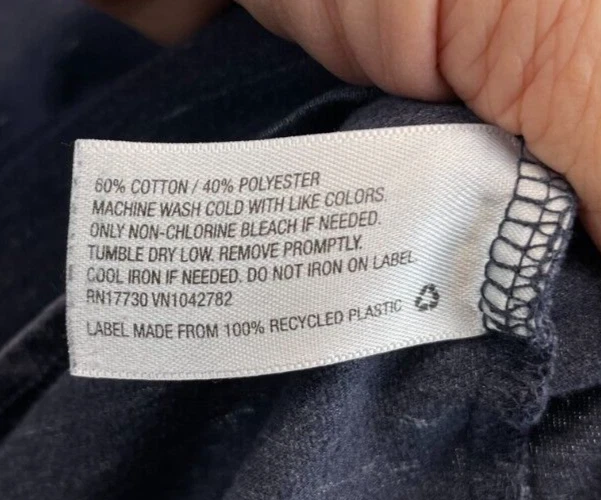 60% COTTON / 40% POLYESTER
MACHINE WASH COLD WITH LIKE COLORS.
ONLY NON-CHLORINE BLEACH IF NEEDED.
TUMBLE DRY LOW. REMOVE PROMPTLY.
COOL IRON IF NEEDED. DO NOT IRON ON LABEL
RN17730 VN1042782
LABEL MADE FROM 100% RECYCLED PLASTIC